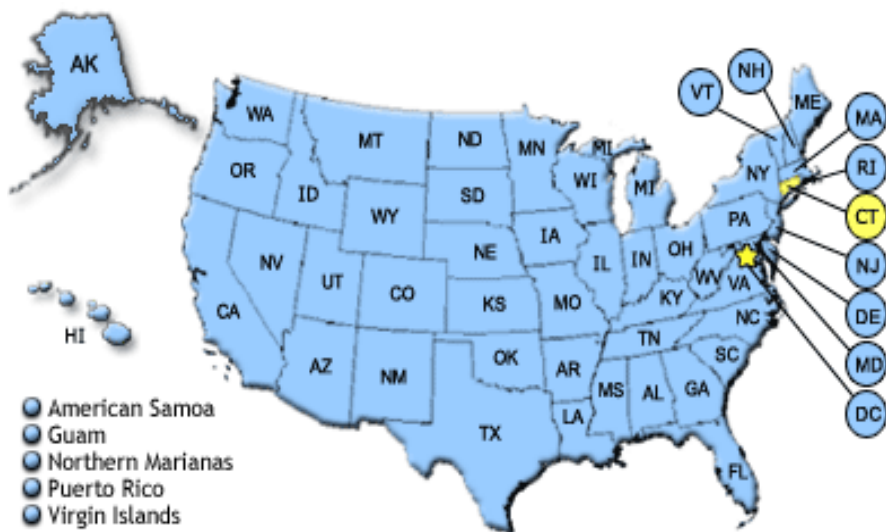 AK
NH
VT
ME
WA
MA
MT
ND
MN
MI
OR
NY
RI
ID
SD
WI
MI
WY
CT
PA
IA
NE
OH
NV
IL
IN
NJ
UT
WV
CO
VA
CA
KS
MO
KY
DE
NC
HI
TN
OK
SC
AZ
NM
AR
MD
MS
AL
GA
American Samoa
DC
LA
Guam
TX
Northern Marianas
FL
Puerto Rico
Virgin Islands